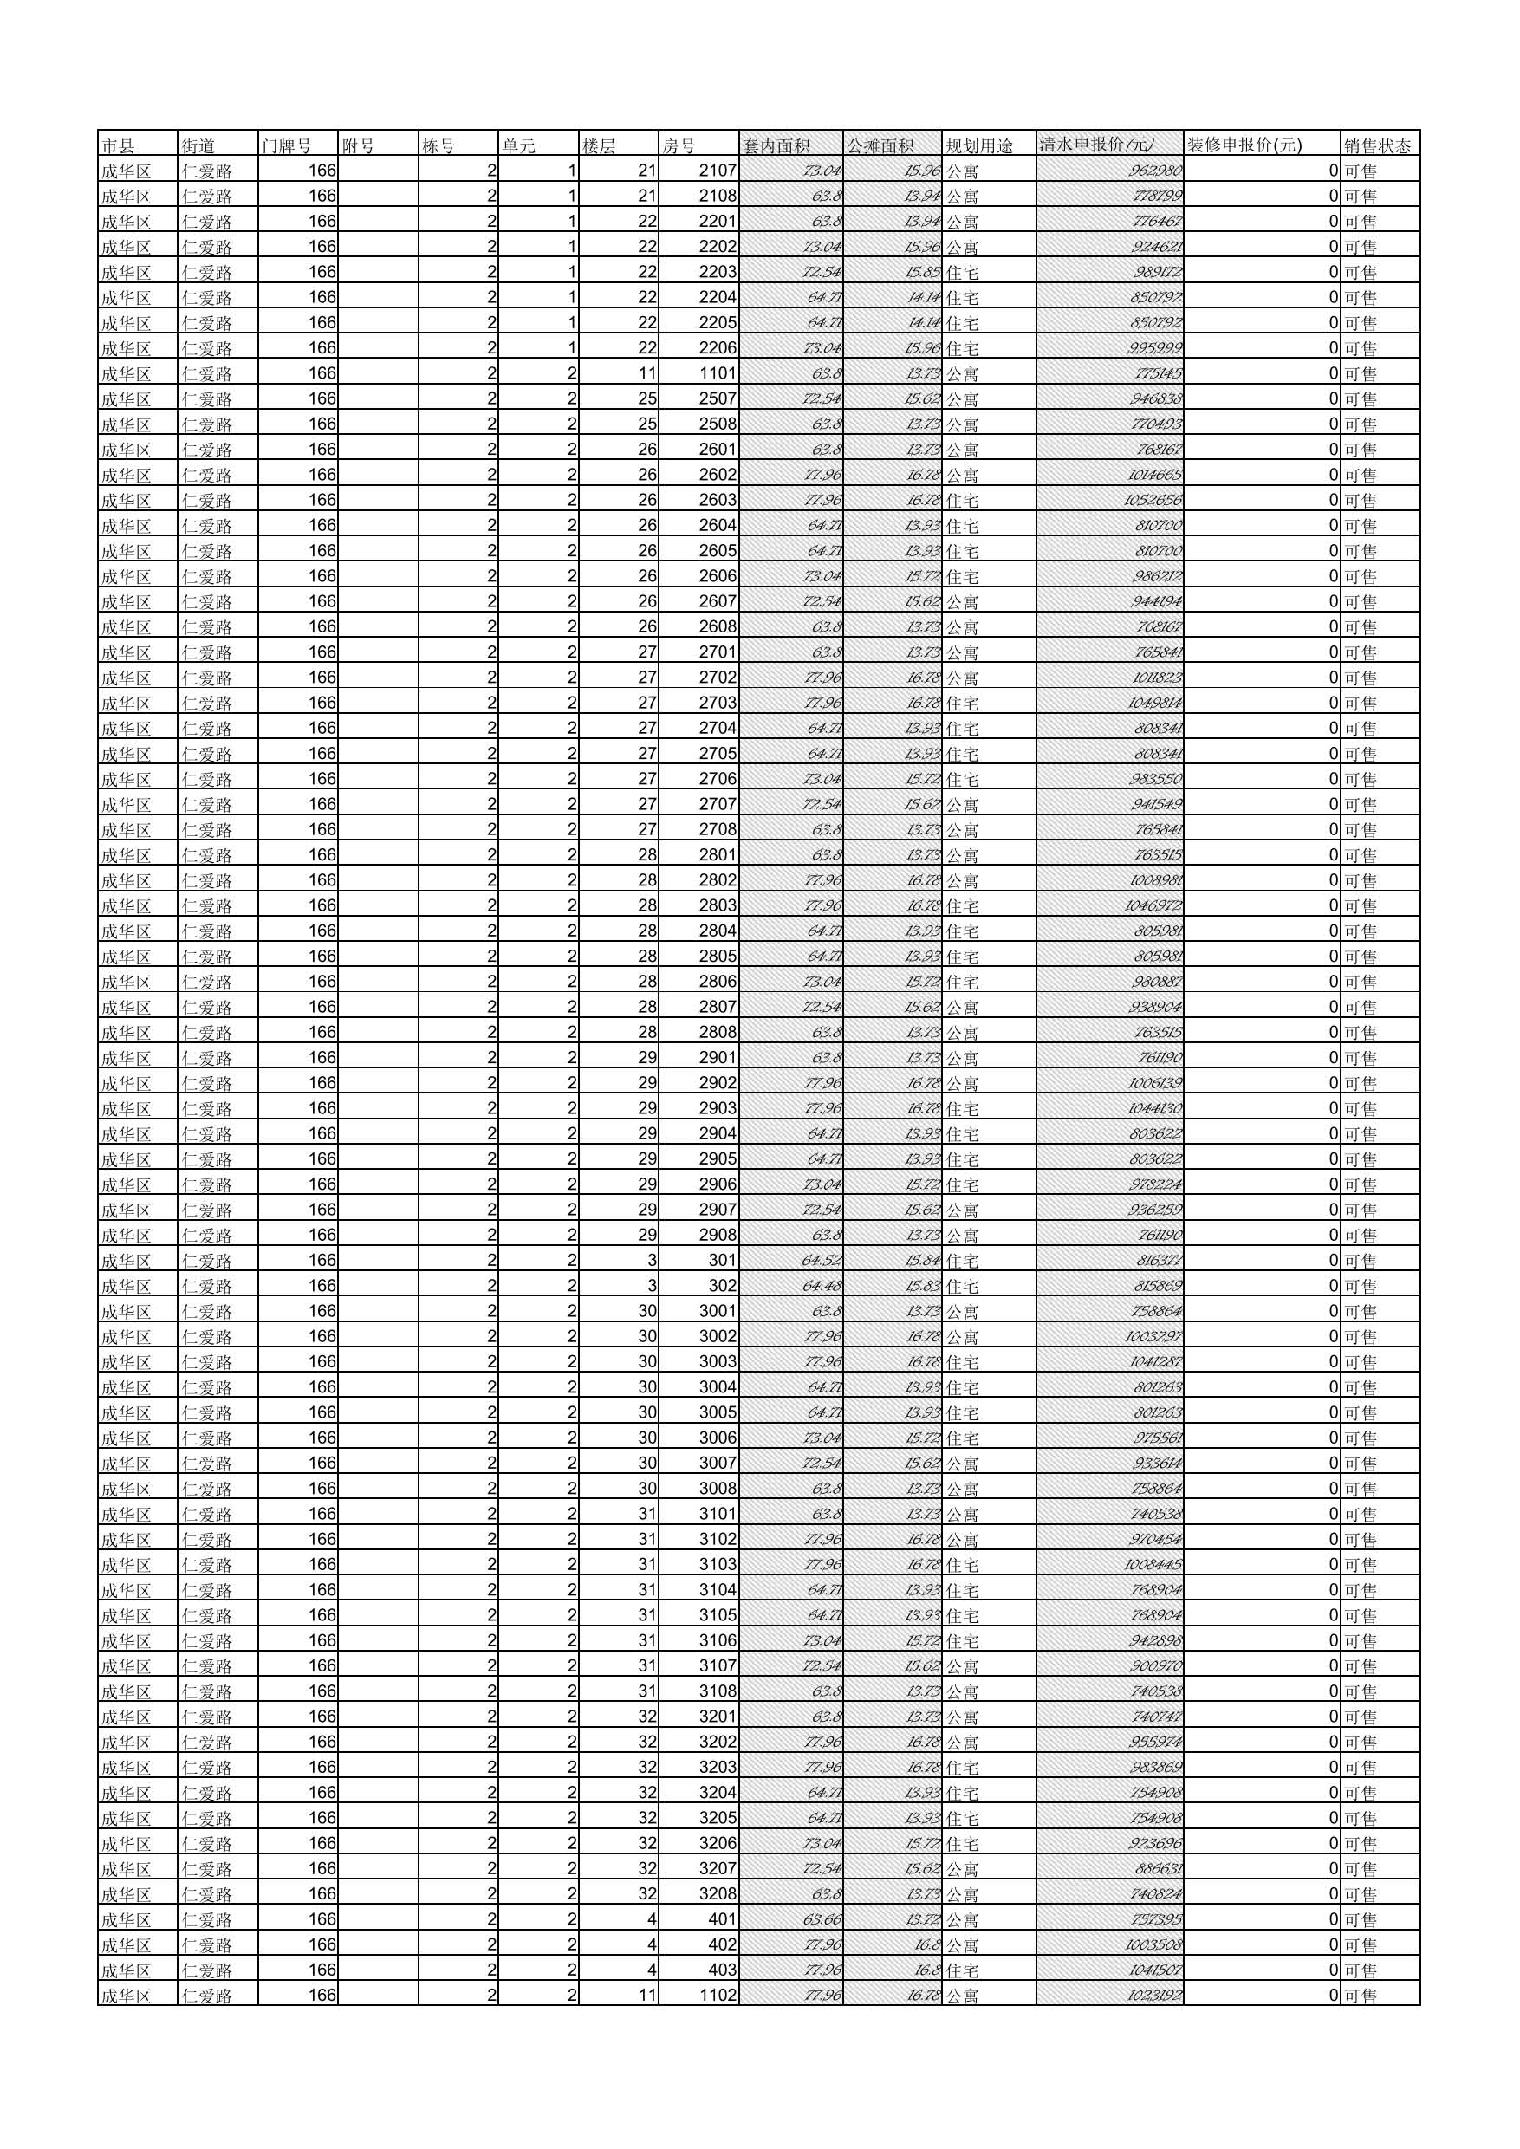 市县 街道 门牌号 附号 栋号 单元 楼层 房号 套内面积 公摊面积 规划用途 清水申报价(元) 装修申报价(元) 销售状态
成华区 仁爱路 166 2 1 21 2107 73.04 15.96 公寓 962980 0 可售
成华区 仁爱路 166 2 1 21 2108 63.8 13.94 公寓 778799 0 可售
成华区 仁爱路 166 2 1 22 2201 63.8 13.94 公寓 776467 0 可售
成华区 仁爱路 166 2 1 22 2202 73.04 15.96 公寓 924621 0 可售
成华区 仁爱路 166 2 1 22 2203 72.54 15.85 住宅 989172 0 可售
成华区 仁爱路 166 2 1 22 2204 64.71 14.14 住宅 850792 0 可售
成华区 仁爱路 166 2 1 22 2205 64.71 14.14 住宅 850792 0 可售
成华区 仁爱路 166 2 1 22 2206 73.04 15.96 住宅 995999 0 可售
成华区 仁爱路 166 2 2 11 1101 63.8 13.73 公寓 775145 0 可售
成华区 仁爱路 166 2 2 25 2507 72.54 15.62 公寓 946838 0 可售
成华区 仁爱路 166 2 2 25 2508 63.8 13.73 公寓 770493 0 可售
成华区 仁爱路 166 2 2 26 2601 63.8 13.73 公寓 768167 0 可售
成华区 仁爱路 166 2 2 26 2602 77.96 16.78 公寓 1014665 0 可售
成华区 仁爱路 166 2 2 26 2603 77.96 16.78 住宅 1052656 0 可售
成华区 仁爱路 166 2 2 26 2604 64.71 13.93 住宅 810700 0 可售
成华区 仁爱路 166 2 2 26 2605 64.71 13.93 住宅 810700 0 可售
成华区 仁爱路 166 2 2 26 2606 73.04 15.72 住宅 986212 0 可售
成华区 仁爱路 166 2 2 26 2607 72.54 15.62 公寓 944194 0 可售
成华区 仁爱路 166 2 2 26 2608 63.8 13.73 公寓 768167 0 可售
成华区 仁爱路 166 2 2 27 2701 63.8 13.73 公寓 765841 0 可售
成华区 仁爱路 166 2 2 27 2702 77.96 16.78 公寓 1011823 0 可售
成华区 仁爱路 166 2 2 27 2703 77.96 16.78 住宅 1049814 0 可售
成华区 仁爱路 166 2 2 27 2704 64.71 13.93 住宅 808341 0 可售
成华区 仁爱路 166 2 2 27 2705 64.71 13.93 住宅 808341 0 可售
成华区 仁爱路 166 2 2 27 2706 73.04 15.72 住宅 983550 0 可售
成华区 仁爱路 166 2 2 27 2707 72.54 15.62 公寓 941549 0 可售
成华区 仁爱路 166 2 2 27 2708 63.8 13.73 公寓 765841 0 可售
成华区 仁爱路 166 2 2 28 2801 63.8 13.73 公寓 763515 0 可售
成华区 仁爱路 166 2 2 28 2802 77.96 16.78 公寓 1008981 0 可售
成华区 仁爱路 166 2 2 28 2803 77.96 16.78 住宅 1046972 0 可售
成华区 仁爱路 166 2 2 28 2804 64.71 13.93 住宅 805981 0 可售
成华区 仁爱路 166 2 2 28 2805 64.71 13.93 住宅 805981 0 可售
成华区 仁爱路 166 2 2 28 2806 73.04 15.72 住宅 980887 0 可售
成华区 仁爱路 166 2 2 28 2807 72.54 15.62 公寓 938904 0 可售
成华区 仁爱路 166 2 2 28 2808 63.8 13.73 公寓 763515 0 可售
成华区 仁爱路 166 2 2 29 2901 63.8 13.73 公寓 761190 0 可售
成华区 仁爱路 166 2 2 29 2902 77.96 16.78 公寓 1006139 0 可售
成华区 仁爱路 166 2 2 29 2903 77.96 16.78 住宅 1044130 0 可售
成华区 仁爱路 166 2 2 29 2904 64.71 13.93 住宅 803622 0 可售
成华区 仁爱路 166 2 2 29 2905 64.71 13.93 住宅 803622 0 可售
成华区 仁爱路 166 2 2 29 2906 73.04 15.72 住宅 978224 0 可售
成华区 仁爱路 166 2 2 29 2907 72.54 15.62 公寓 936259 0 可售
成华区 仁爱路 166 2 2 29 2908 63.8 13.73 公寓 761190 0 可售
成华区 仁爱路 166 2 2 3 301 64.52 15.84 住宅 816377 0 可售
成华区 仁爱路 166 2 2 3 302 64.48 15.83 住宅 815869 0 可售
成华区 仁爱路 166 2 2 30 3001 63.8 13.73 公寓 758864 0 可售
成华区 仁爱路 166 2 2 30 3002 77.96 16.78 公寓 1003297 0 可售
成华区 仁爱路 166 2 2 30 3003 77.96 16.78 住宅 1041287 0 可售
成华区 仁爱路 166 2 2 30 3004 64.71 13.93 住宅 801263 0 可售
成华区 仁爱路 166 2 2 30 3005 64.71 13.93 住宅 801263 0 可售
成华区 仁爱路 166 2 2 30 3006 73.04 15.72 住宅 975561 0 可售
成华区 仁爱路 166 2 2 30 3007 72.54 15.62 公寓 933614 0 可售
成华区 仁爱路 166 2 2 30 3008 63.8 13.73 公寓 758864 0 可售
成华区 仁爱路 166 2 2 31 3101 63.8 13.73 公寓 740538 0 可售
成华区 仁爱路 166 2 2 31 3102 77.96 16.78 公寓 970454 0 可售
成华区 仁爱路 166 2 2 31 3103 77.96 16.78 住宅 1008445 0 可售
成华区 仁爱路 166 2 2 31 3104 64.71 13.93 住宅 768904 0 可售
成华区 仁爱路 166 2 2 31 3105 64.71 13.93 住宅 768904 0 可售
成华区 仁爱路 166 2 2 31 3106 73.04 15.72 住宅 942898 0 可售
成华区 仁爱路 166 2 2 31 3107 72.54 15.62 公寓 900970 0 可售
成华区 仁爱路 166 2 2 31 3108 63.8 13.73 公寓 740538 0 可售
成华区 仁爱路 166 2 2 32 3201 63.8 13.73 公寓 740747 0 可售
成华区 仁爱路 166 2 2 32 3202 77.96 16.78 公寓 955974 0 可售
成华区 仁爱路 166 2 2 32 3203 77.96 16.78 住宅 983869 0 可售
成华区 仁爱路 166 2 2 32 3204 64.71 13.93 住宅 754908 0 可售
成华区 仁爱路 166 2 2 32 3205 64.71 13.93 住宅 754908 0 可售
成华区 仁爱路 166 2 2 32 3206 73.04 15.72 住宅 923696 0 可售
成华区 仁爱路 166 2 2 32 3207 72.54 15.62 公寓 886631 0 可售
成华区 仁爱路 166 2 2 32 3208 63.8 13.73 公寓 740824 0 可售
成华区 仁爱路 166 2 2 4 401 63.66 13.72 公寓 757395 0 可售
成华区 仁爱路 166 2 2 4 402 77.96 16.8 公寓 1003508 0 可售
成华区 仁爱路 166 2 2 4 403 77.96 16.8 住宅 1041507 0 可售
成华区 仁爱路 166 2 2 11 1102 77.96 16.78 公寓 1023192 0 可售